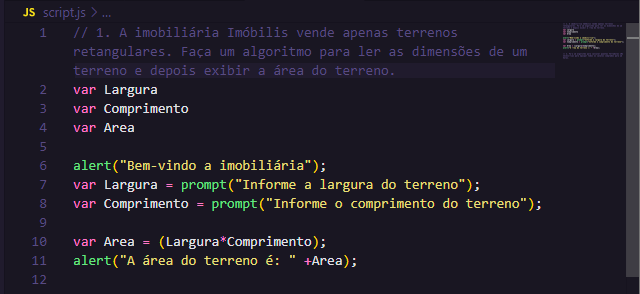 JS script.js > ...
1 // 1. A imobiliária Imóbilis vende apenas terrenos
retangulares. Faça um algoritmo para ler as dimensões de um
terreno e depois exibir a área do terreno.
2 var Largura
3 var Comprimento
4 var Area
5
6 alert("Bem-vindo a imobiliária");
7 var Largura = prompt("Informe a largura do terreno");
8 var Comprimento = prompt("Informe o comprimento do terreno");
9
10 var Area = (Largura*Comprimento);
11 alert("A área do terreno é: " +Area);
12